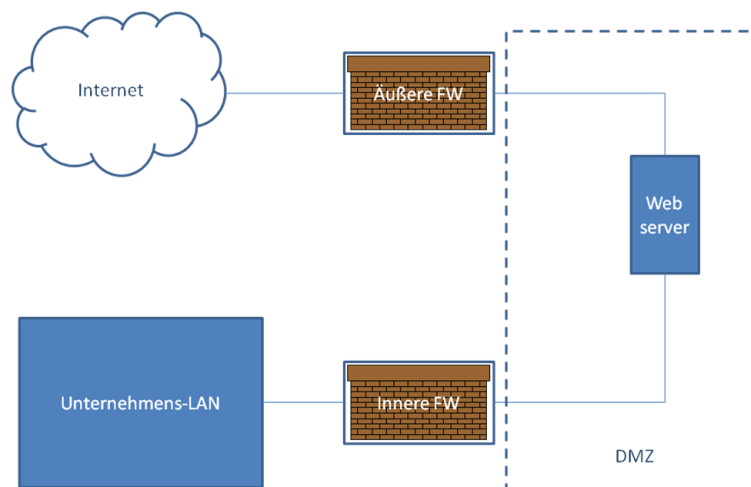 Internet
Äußere FW
Web
server
Unternehmens-LAN
Innere FW
DMZ